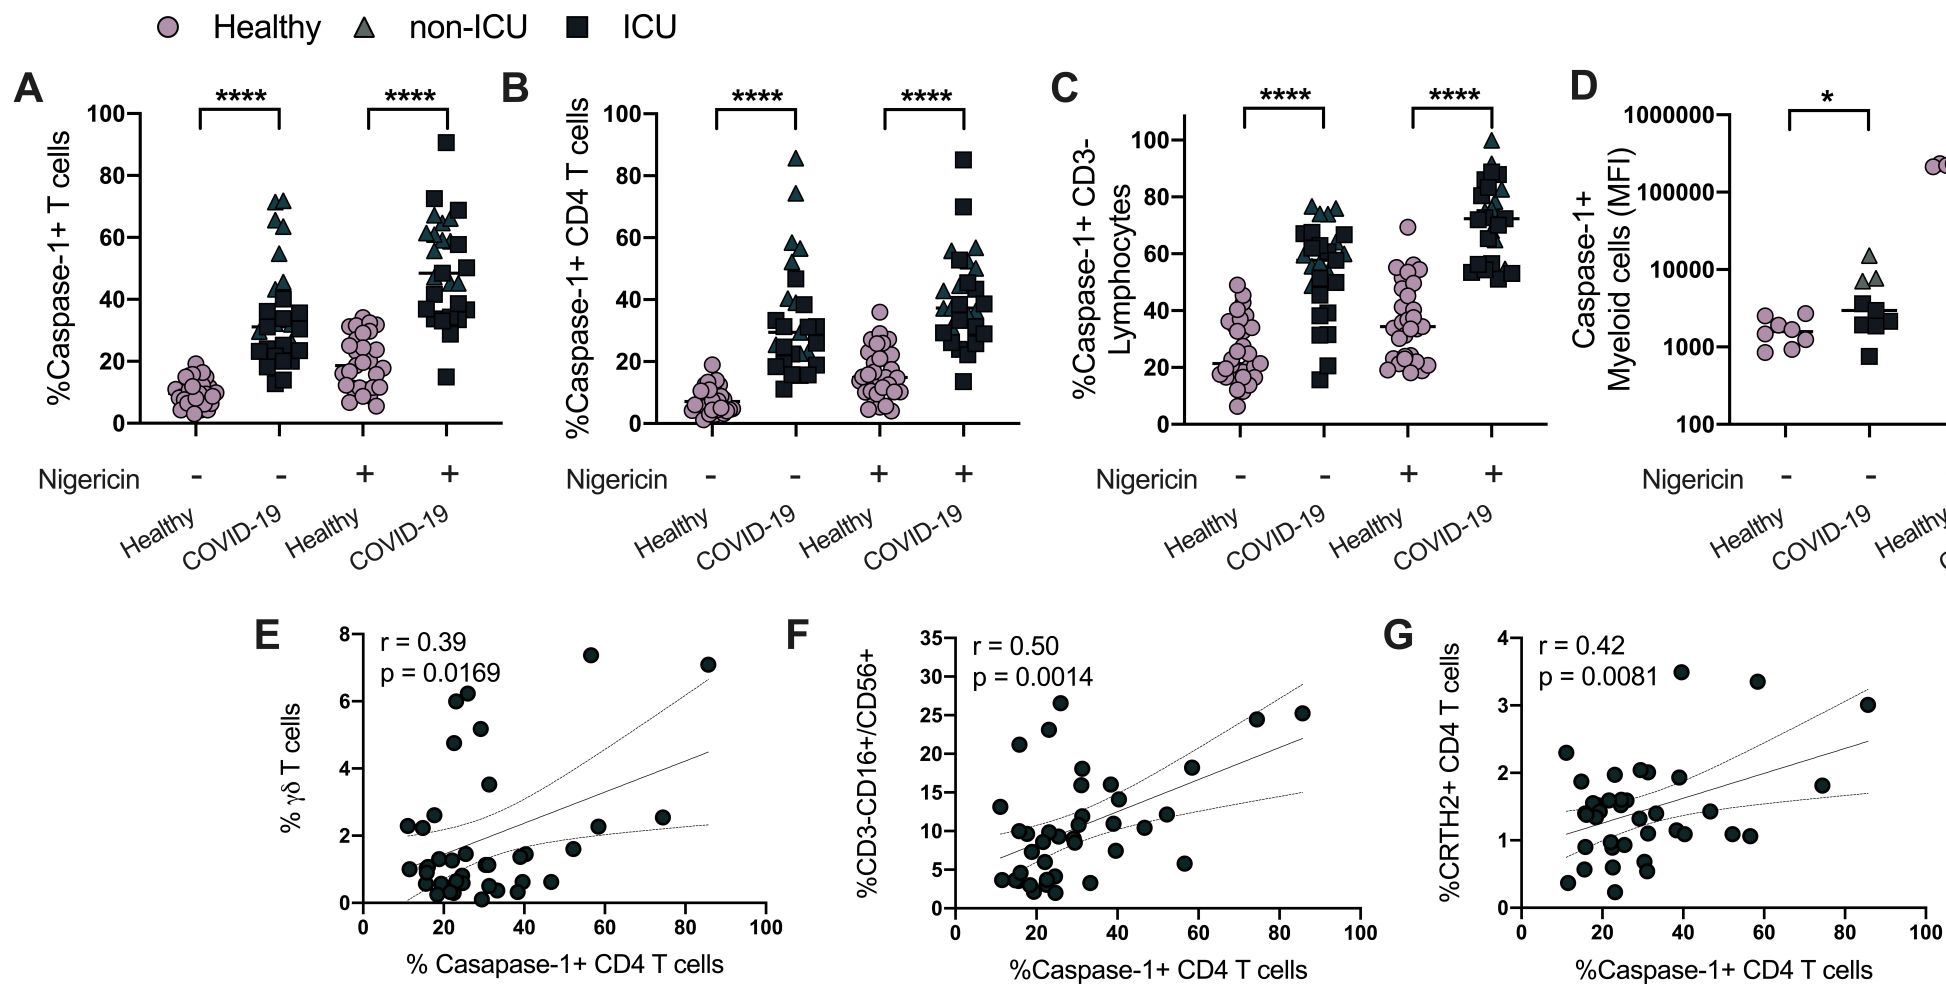 Healthy non-ICU ICU
A B C D
**** **** **** **** **** **** *
%Caspase-1+ T cells
100
80
60
40
20
0
%Caspase-1+ CD4 T cells
100
80
60
40
20
0
%Caspase-1+ CD3-
Lymphocytes
100
80
60
40
20
0
Caspase-1+
Myeloid cells (MFI)
1000000
100000
10000
1000
100
Nigericin - - + +
Healthy COVID-19 Healthy COVID-19
Nigericin - - + +
Healthy COVID-19 Healthy COVID-19
Nigericin - - + +
Healthy COVID-19 Healthy COVID-19
Nigericin - -
Healthy COVID-19 Healthy
E
r = 0.39
p = 0.0169
% γδ T cells
8
6
4
2
0
0 20 40 60 80 100
% Casapase-1+ CD4 T cells
F
r = 0.50
p = 0.0014
%CD3-CD16+/CD56+
35
30
25
20
15
10
5
0
0 20 40 60 80 100
%Caspase-1+ CD4 T cells
G
r = 0.42
p = 0.0081
%CRTH2+ CD4 T cells
4
3
2
1
0
0 20 40 60 80 100
%Caspase-1+ CD4 T cells